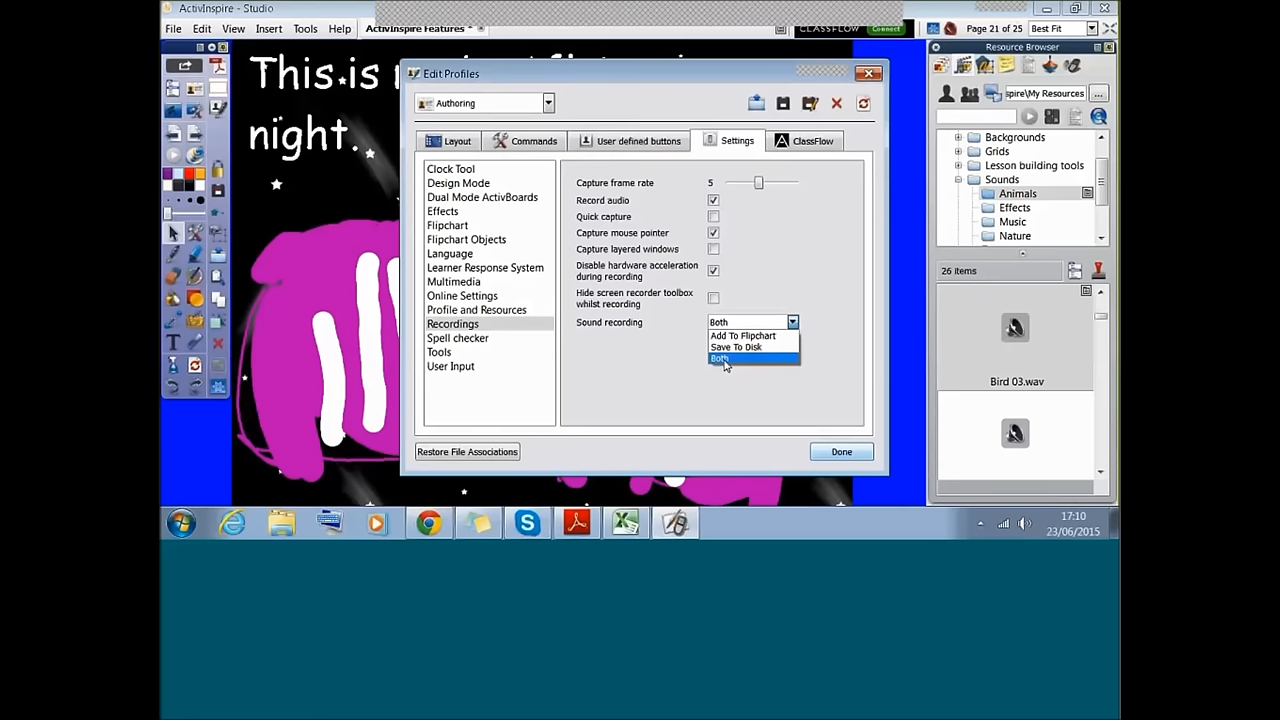 ActivInspire - Studio
File Edit View Insert Tools Help ActivInspire Features * CLASSFLOW Connect Page 21 of 25 Best Fit
This is
night.
Edit Profiles
Authoring
Layout Commands User defined buttons Settings ClassFlow
Clock Tool
Design Mode
Dual Mode ActivBoards
Effects
Flipchart
Flipchart Objects
Language
Learner Response System
Multimedia
Online Settings
Profile and Resources
Recordings
Spell checker
Tools
User Input
Capture frame rate 5
Record audio
Quick capture
Capture mouse pointer
Capture layered windows
Disable hardware acceleration
during recording
Hide screen recorder toolbox
whilst recording
Sound recording Both
Add To Flipchart
Save To Disk
Both
Restore File Associations Done
Resource Browser
spire\My Resources ...
Backgrounds
Grids
Lesson building tools
Sounds
Animals
Effects
Music
Nature
26 items
Bird 03.wav
17:10
23/06/2015